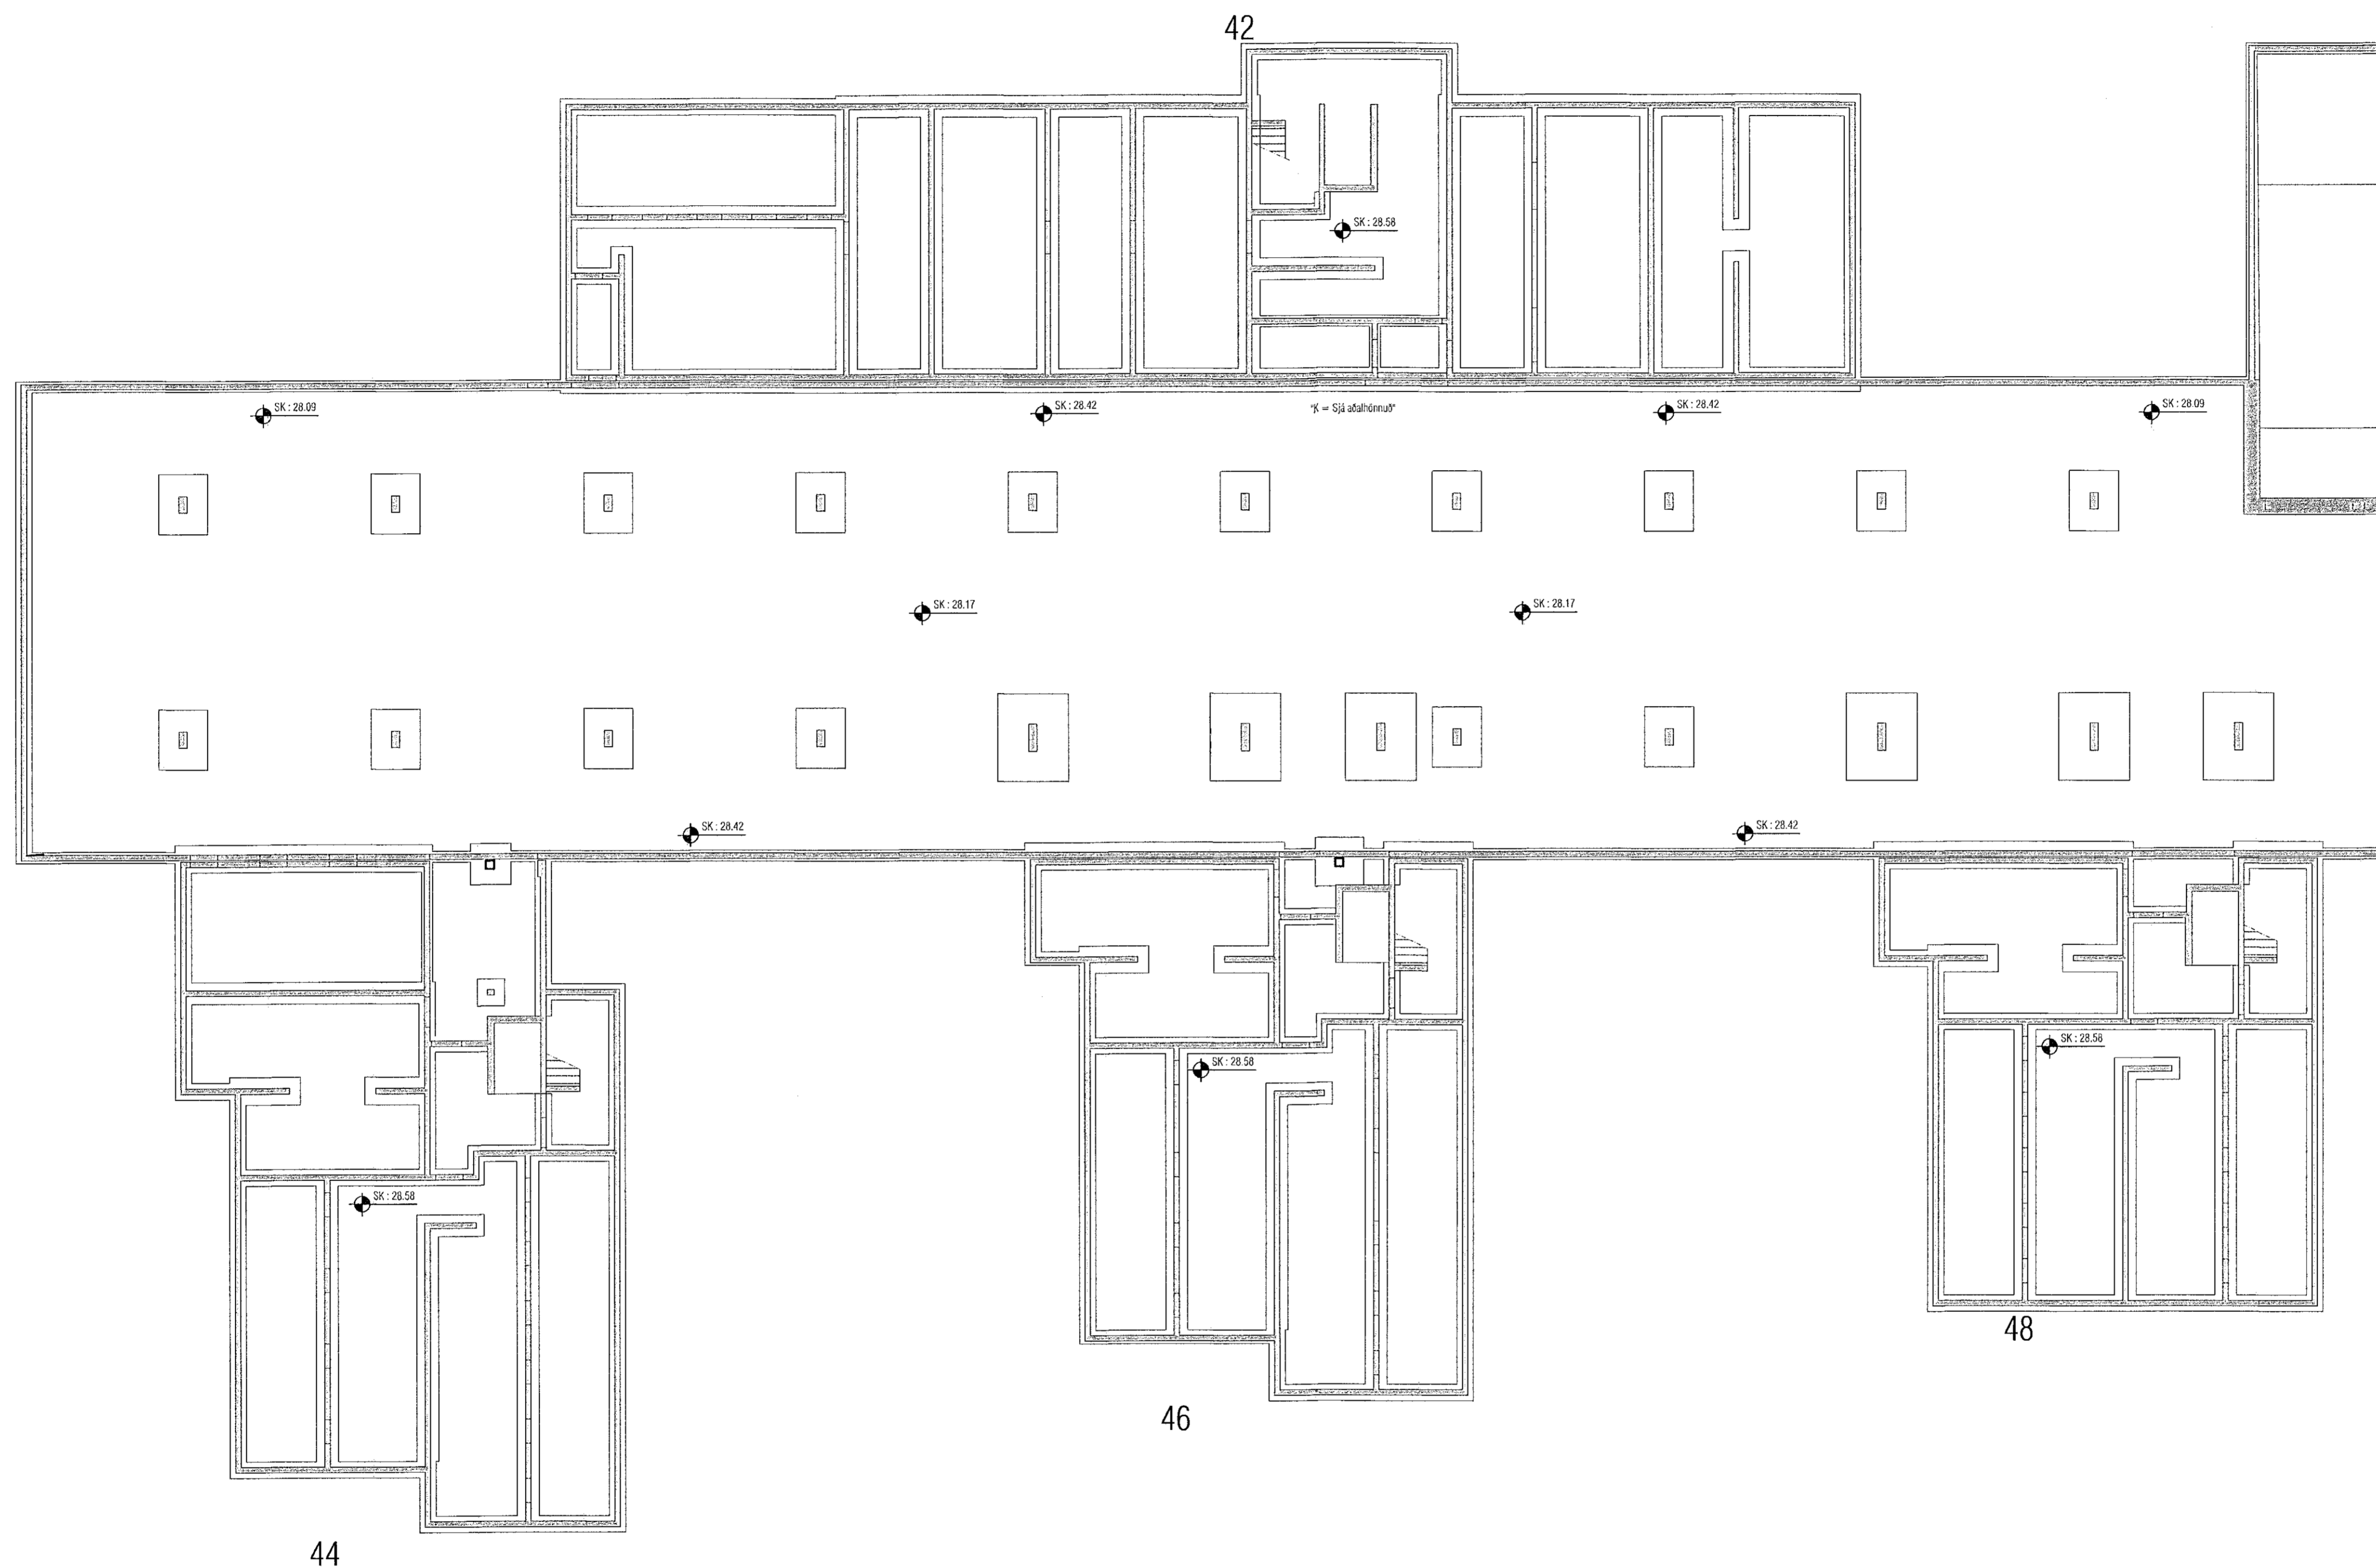 42
SK : 28.58
SK : 28.09
SK : 28.42
"K = Sjá aðalhönnuð"
SK : 28.42
SK : 28.09
SK : 28.17
SK : 28.17
SK : 28.42
SK : 28.42
SK : 28.58
SK : 28.58
SK : 28.58
48
46
44